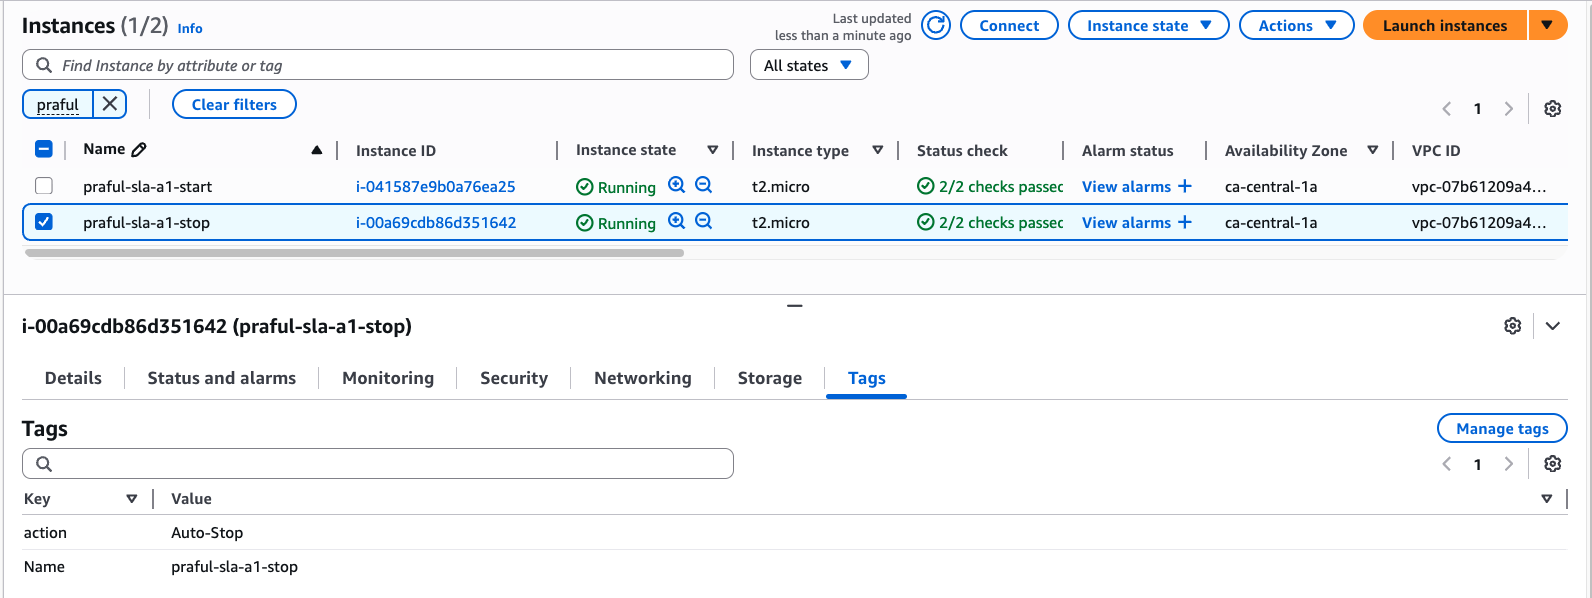 Instances (1/2) Info
Last updated
less than a minute ago
Connect
Instance state
Actions
Launch instances
Find Instance by attribute or tag
All states
praful
Clear filters
1
Name Instance ID Instance state Instance type Status check Alarm status Availability Zone VPC ID
praful-sla-a1-start i-041587e9b0a76ea25 Running t2.micro 2/2 checks passec View alarms + ca-central-1a vpc-07b61209a4...
praful-sla-a1-stop i-00a69cdb86d351642 Running t2.micro 2/2 checks passec View alarms + ca-central-1a vpc-07b61209a4...
i-00a69cdb86d351642 (praful-sla-a1-stop)
Details Status and alarms Monitoring Security Networking Storage Tags
Tags
Manage tags
1
Key Value
action Auto-Stop
Name praful-sla-a1-stop